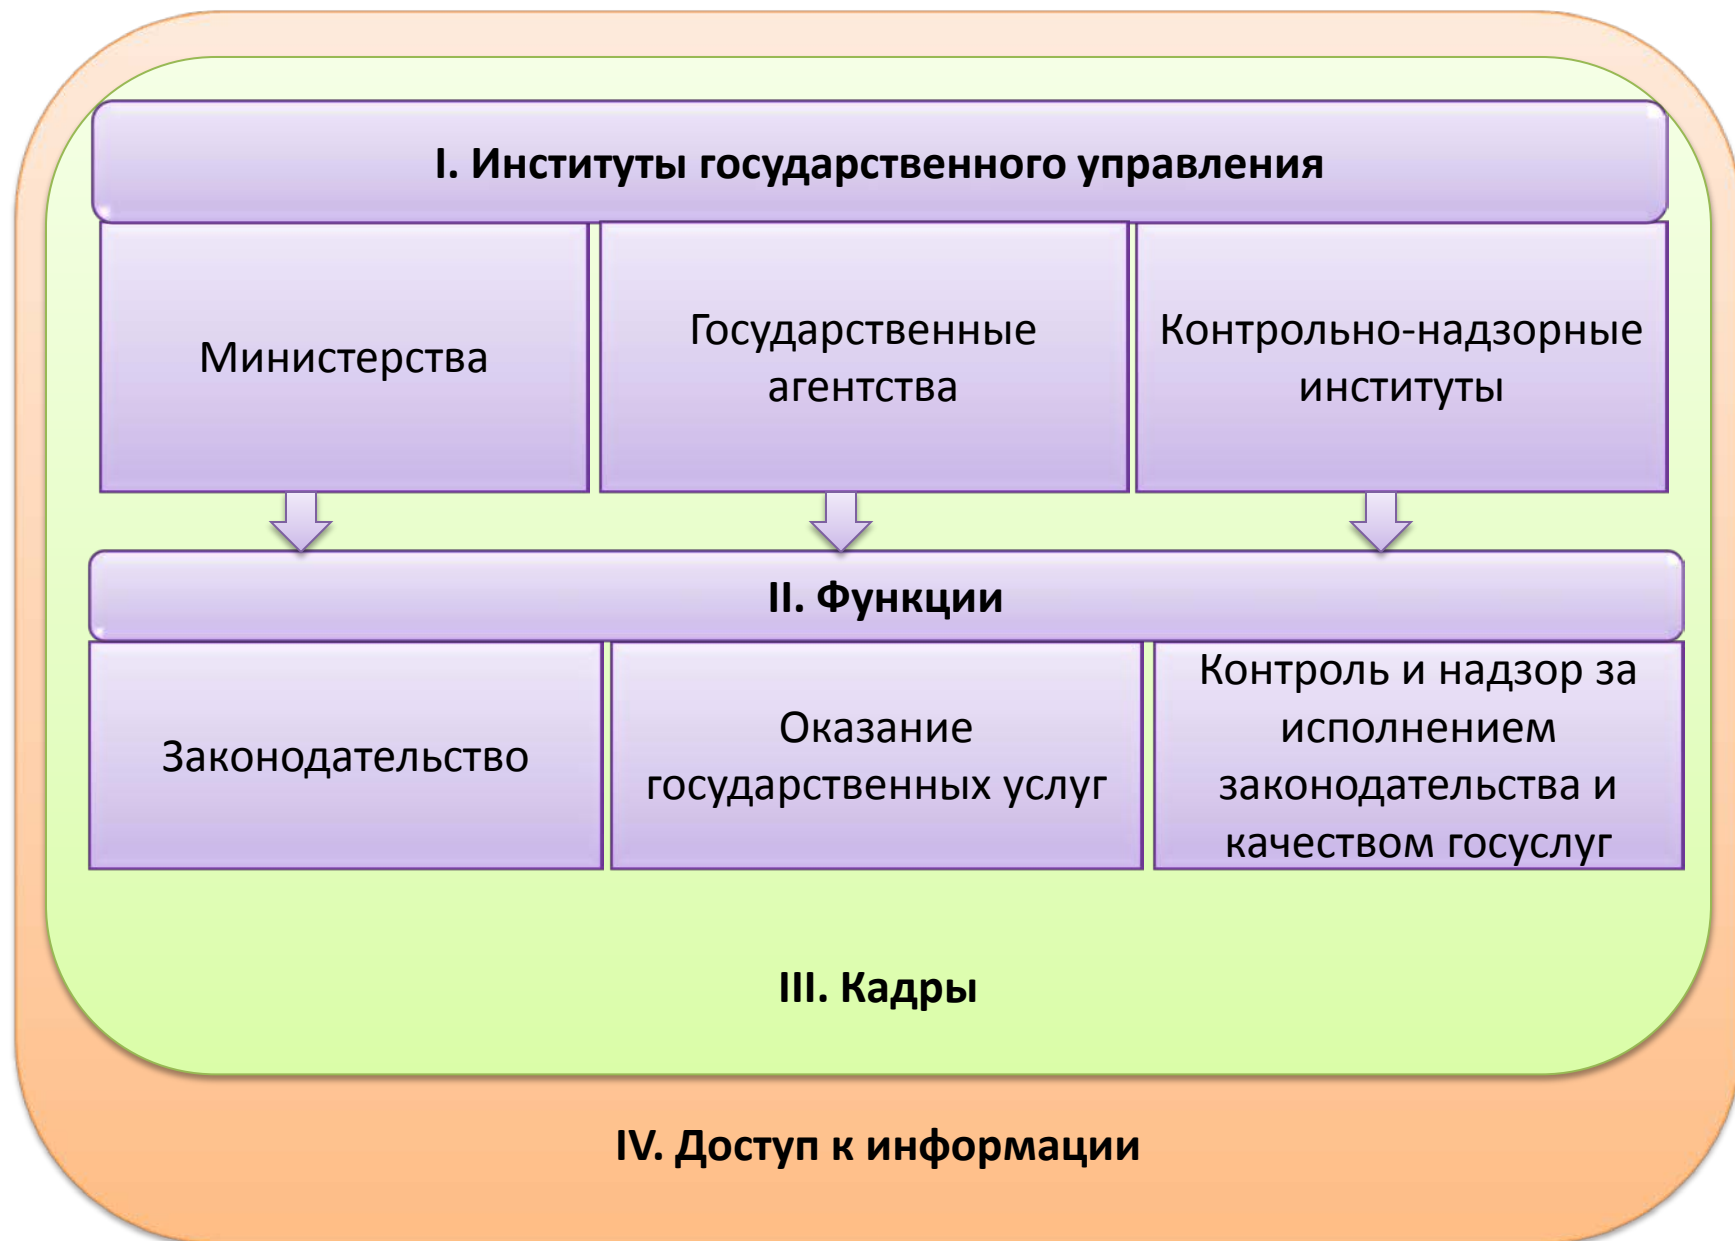 I. Институты государственного управления
Министерства
Государственные
агентства
Контрольно-надзорные
институты
II. Функции
Законодательство
Оказание
государственных услуг
Контроль и надзор за
исполнением
законодательства и
качеством госуслуг
III. Кадры
IV. Доступ к информации